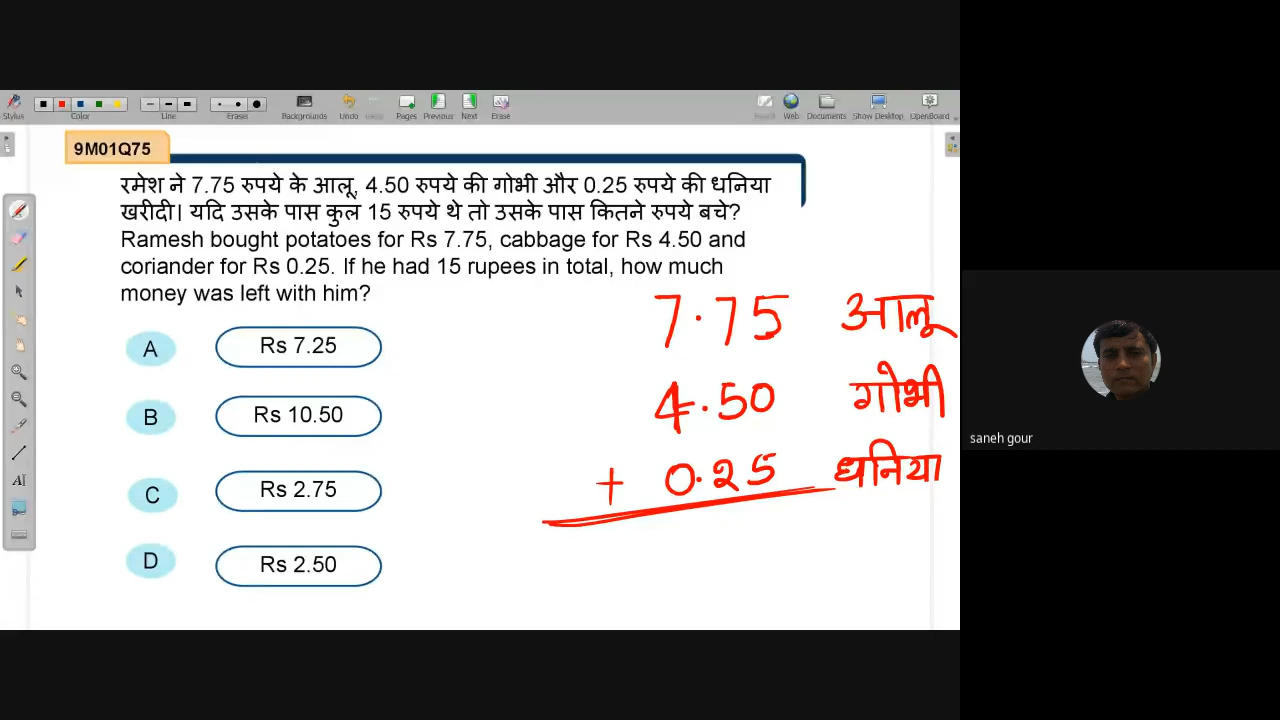 Stylus
Color
Line
Eraser
Backgrounds
Undo
Pages
Previous
Next
Erase
Web
Documents
Show Desktop
OpenBoard
9M01Q75
रमेश ने 7.75 रुपये के आलू, 4.50 रुपये की गोभी और 0.25 रुपये की धनिया
खरीदी। यदि उसके पास कुल 15 रुपये थे तो उसके पास कितने रुपये बचे?
Ramesh bought potatoes for Rs 7.75, cabbage for Rs 4.50 and
coriander for Rs 0.25. If he had 15 rupees in total, how much
money was left with him?
A Rs 7.25
B Rs 10.50
C Rs 2.75
D Rs 2.50
7.75 आलू
4.50 गोभी
+ 0.25 धनिया
saneh gour